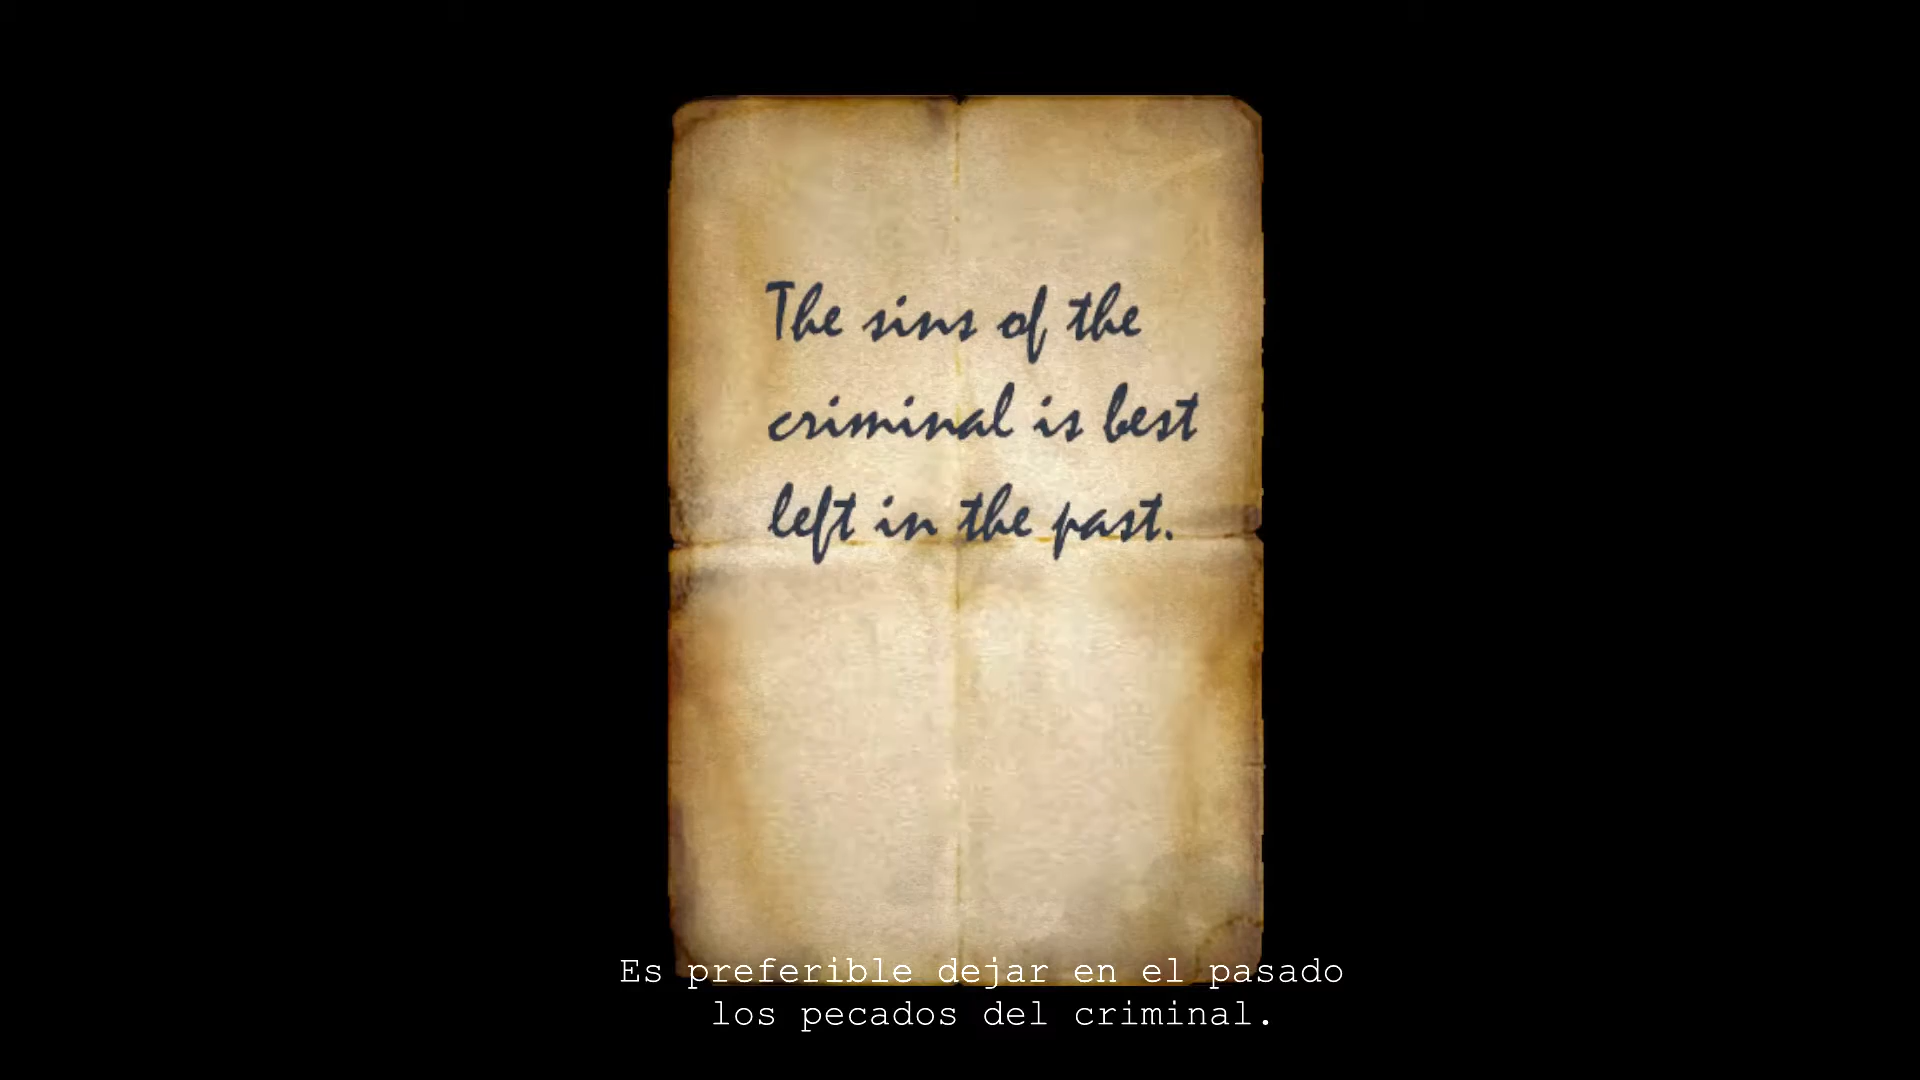 The sins of the
criminal is best
left in the past.
Es preferible dejar en el pasado
los pecados del criminal.